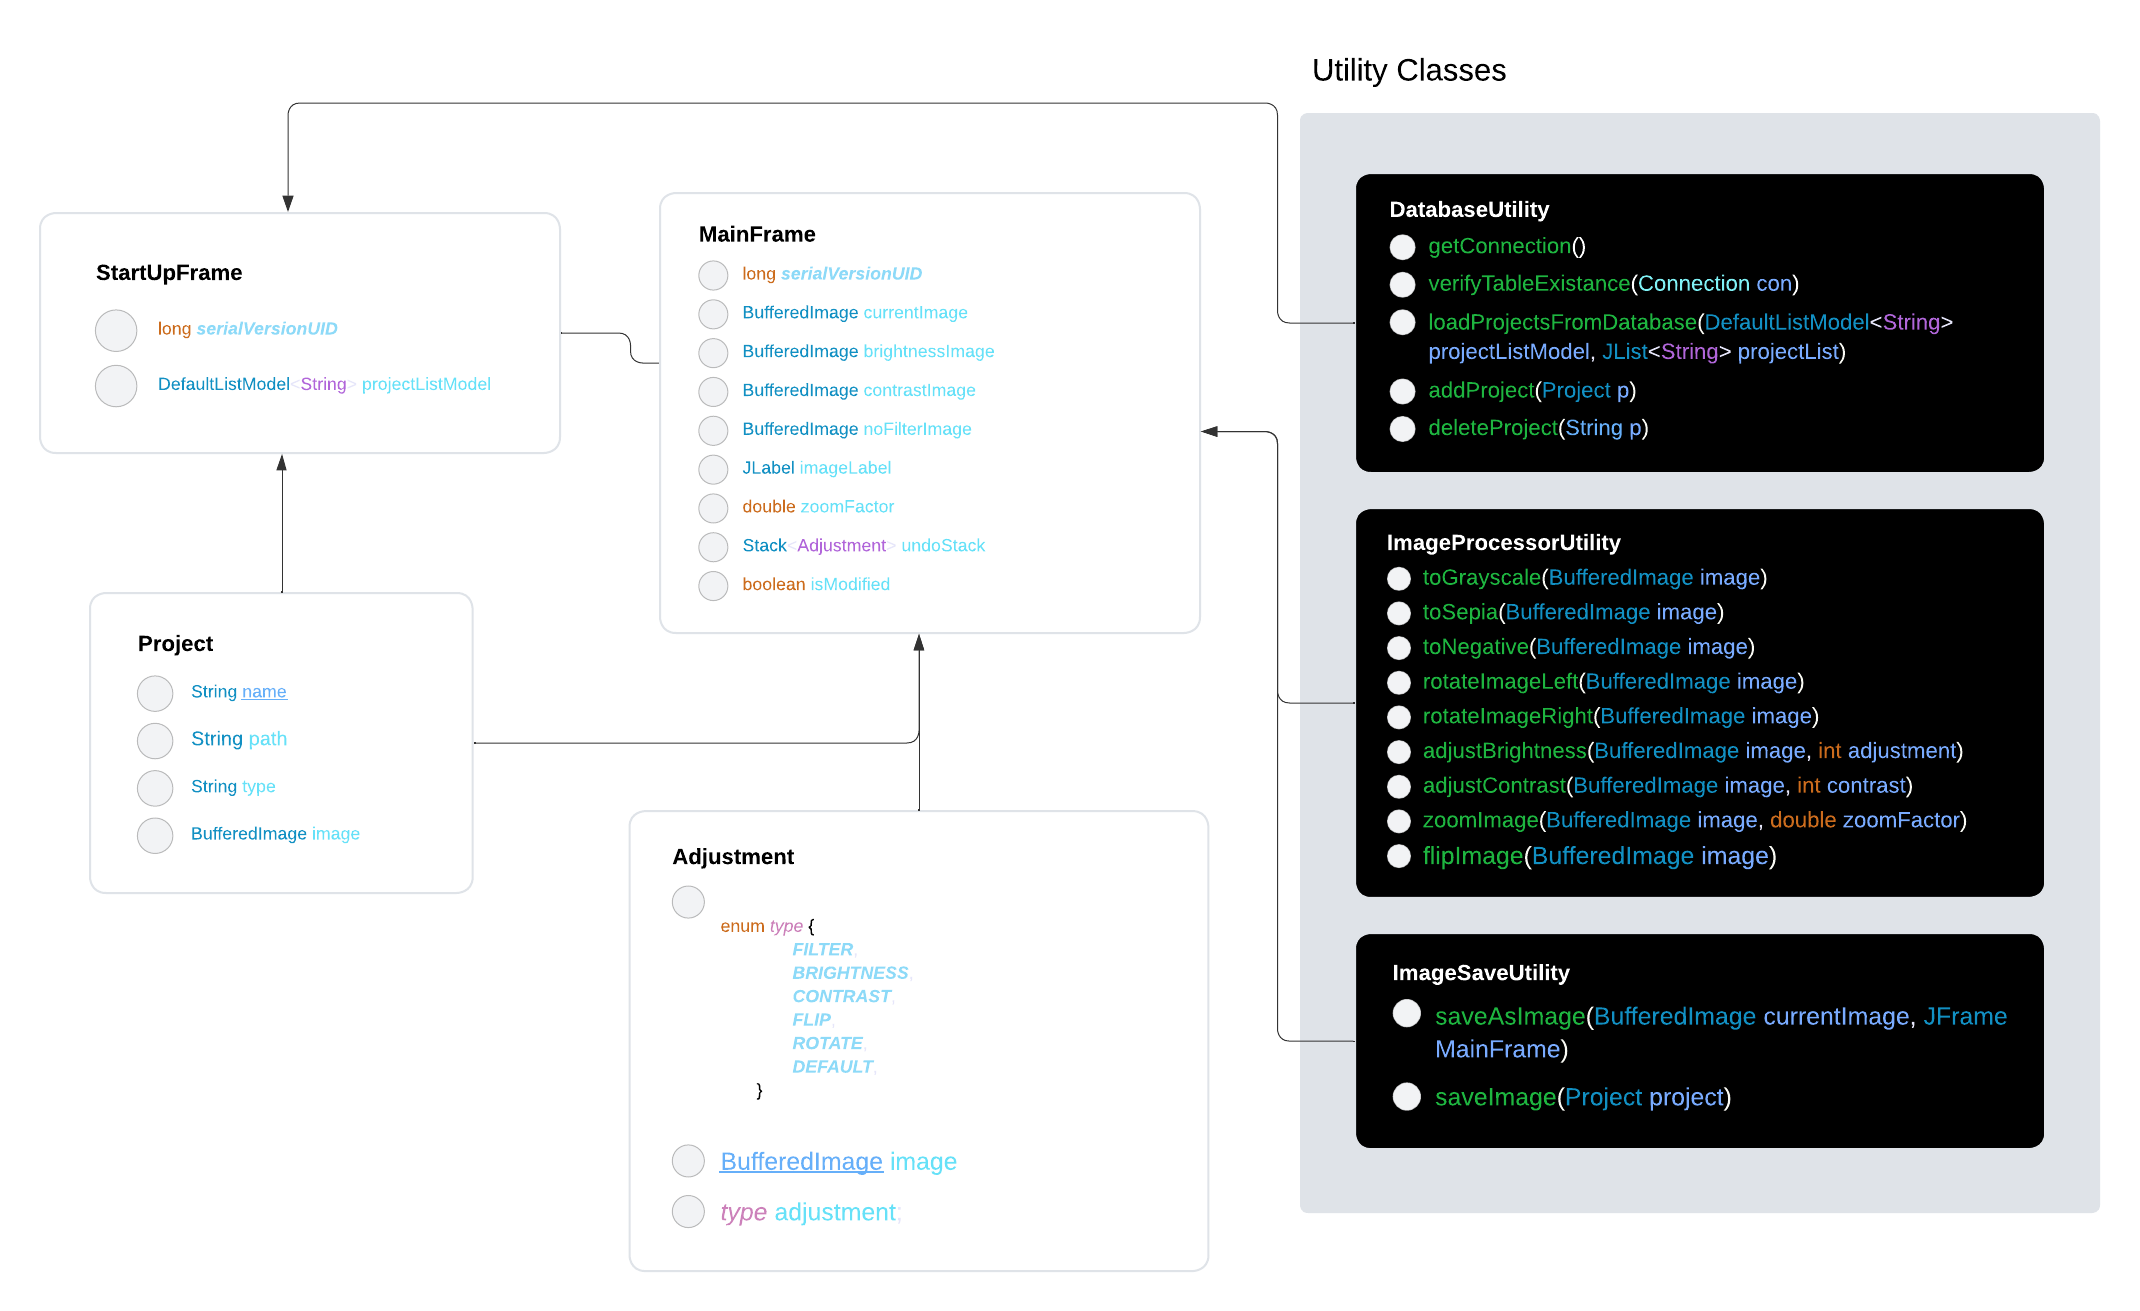 Utility Classes
StartUpFrame
long serialVersionUID
DefaultListModel<String> projectListModel
MainFrame
long serialVersionUID
BufferedImage currentImage
BufferedImage brightnessImage
BufferedImage contrastImage
BufferedImage noFilterImage
JLabel imageLabel
double zoomFactor
Stack<Adjustment> undoStack
boolean isModified
Project
String name
String path
String type
BufferedImage image
Adjustment
enum type {
FILTER,
BRIGHTNESS,
CONTRAST,
FLIP,
ROTATE,
DEFAULT,
}
BufferedImage image
type adjustment;
DatabaseUtility
getConnection()
verifyTableExistance(Connection con)
loadProjectsFromDatabase(DefaultListModel<String>
projectListModel, JList<String> projectList)
addProject(Project p)
deleteProject(String p)
ImageProcessorUtility
toGrayscale(BufferedImage image)
toSepia(BufferedImage image)
toNegative(BufferedImage image)
rotateImageLeft(BufferedImage image)
rotateImageRight(BufferedImage image)
adjustBrightness(BufferedImage image, int adjustment)
adjustContrast(BufferedImage image, int contrast)
zoomImage(BufferedImage image, double zoomFactor)
flipImage(BufferedImage image)
ImageSaveUtility
saveAsImage(BufferedImage currentImage, JFrame
MainFrame)
saveImage(Project project)